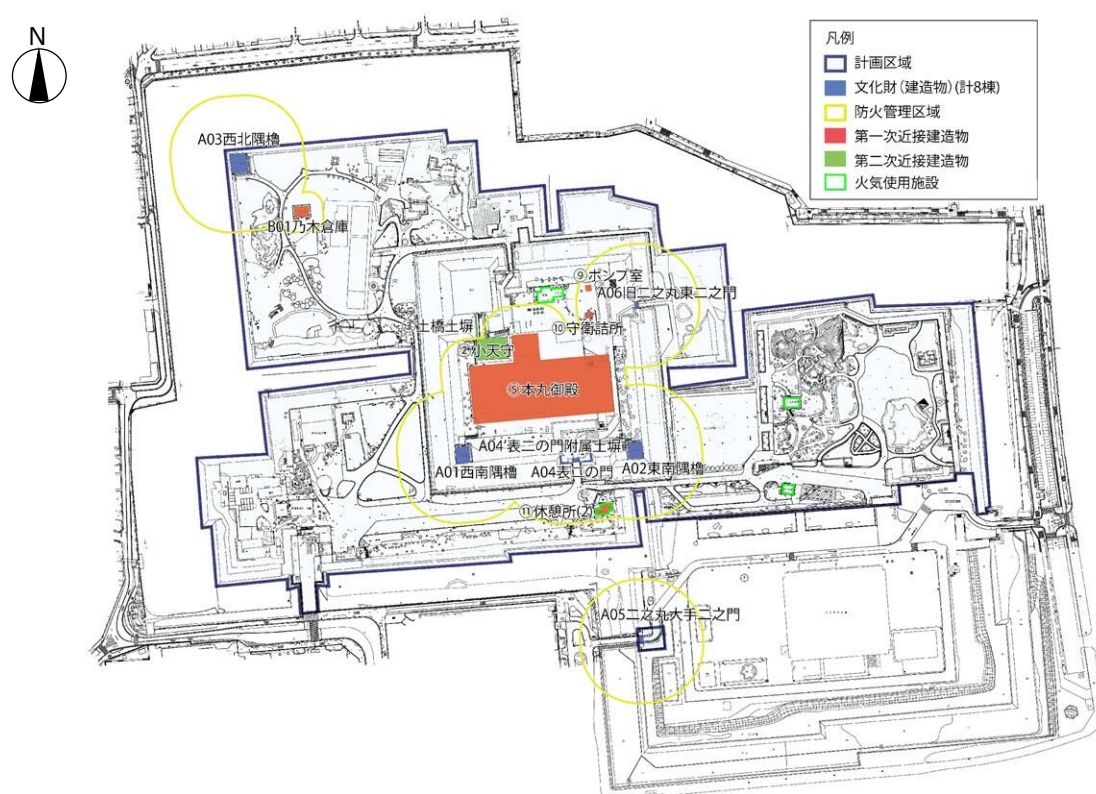 N
凡例
計画区域
文化財（建造物）（計8棟）
防火管理区域
第一次近接建造物
第二次近接建造物
火気使用施設
A03西北隅櫓
B01乃木倉庫
⑨ポンプ室
A06旧二之丸東二之門
土橋土塀
⑩守衛詰所
②小天守
⑤本丸御殿
A04表二の門附属土塀
A01西南隅櫓
A04表二の門
A02東南隅櫓
⑪休憩所(2)
A05二之丸大手二之門